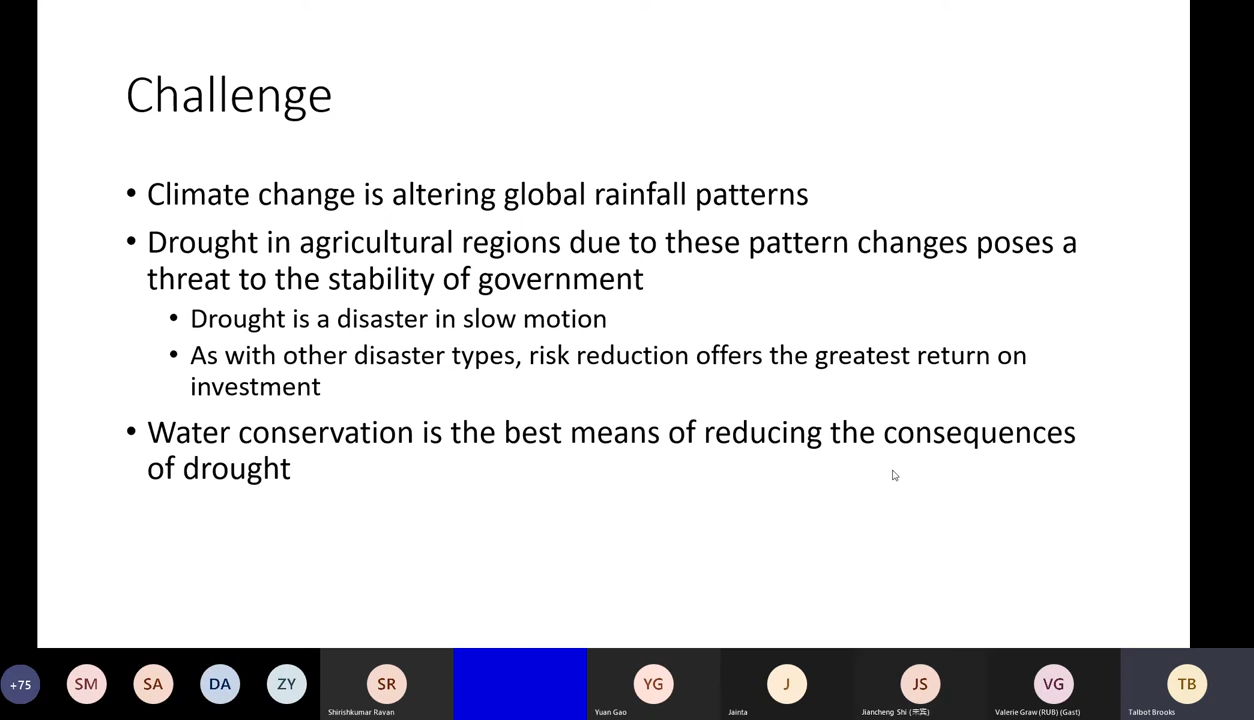 Challenge
• Climate change is altering global rainfall patterns
• Drought in agricultural regions due to these pattern changes poses a
threat to the stability of government
• Drought is a disaster in slow motion
• As with other disaster types, risk reduction offers the greatest return on
investment
• Water conservation is the best means of reducing the consequences
of drought
+75
SM
SA
DA
ZY
SR
YG
J
JS
VG
TB
Shirishkumar Ravan
Yuan Gao
Jainta
Jiancheng Shi (来宾)
Valerie Graw (RUB) (Gast)
Talbot Brooks